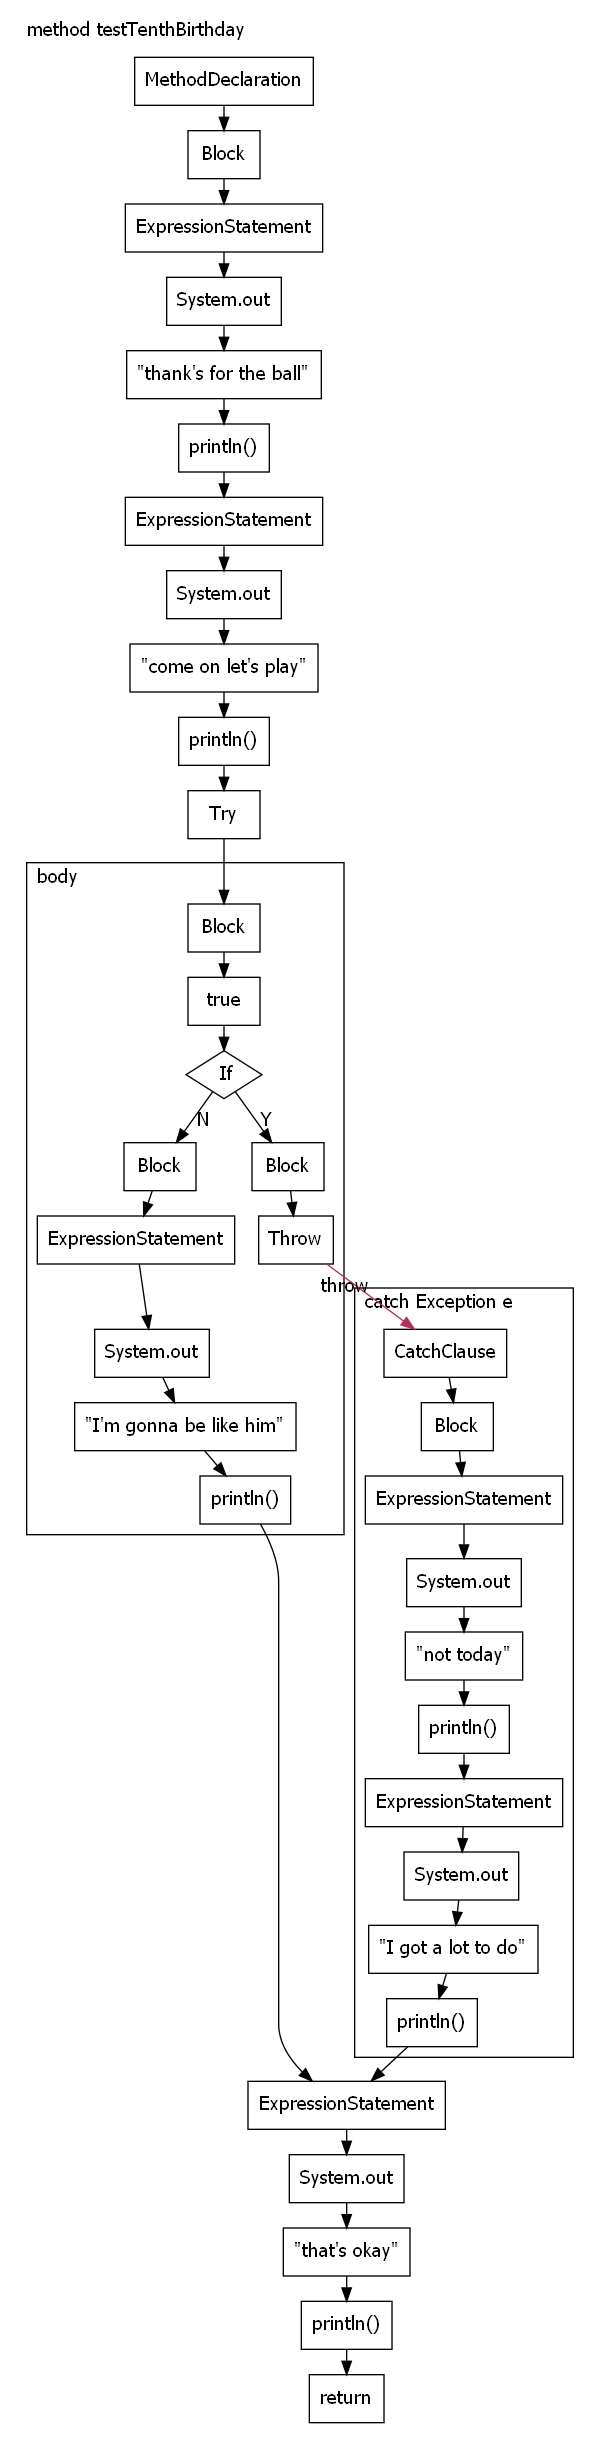 method testTenthBirthday
MethodDeclaration
Block
ExpressionStatement
System.out
"thank's for the ball"
println()
ExpressionStatement
System.out
"come on let's play"
println()
Try
body
Block
true
If
N
Y
Block
Block
ExpressionStatement
Throw
throw
catch Exception e
System.out
CatchClause
"I'm gonna be like him"
Block
println()
ExpressionStatement
System.out
"not today"
println()
ExpressionStatement
System.out
"I got a lot to do"
println()
ExpressionStatement
System.out
"that's okay"
println()
return